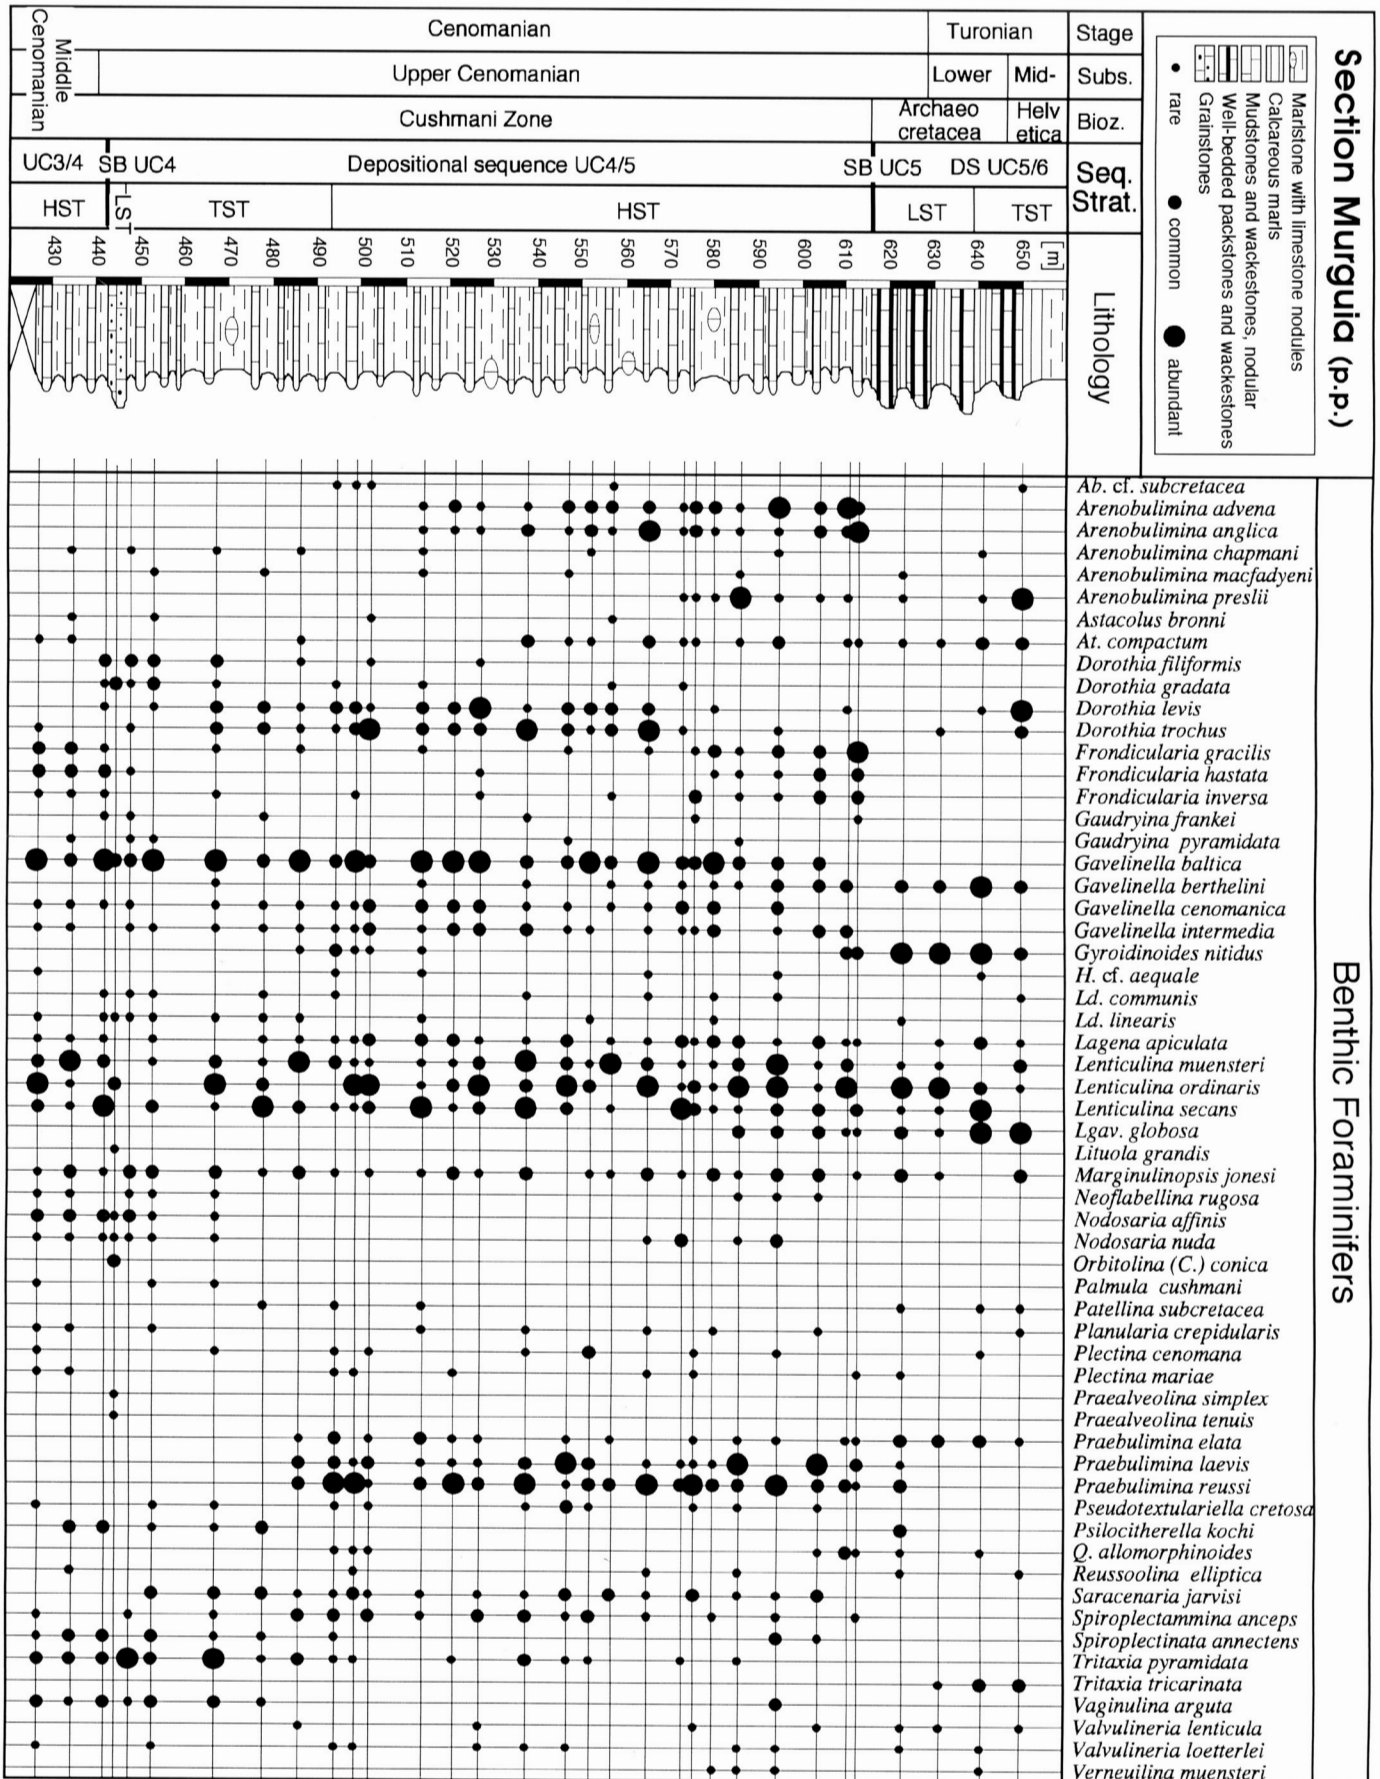 Section Murguia (p.p.)
Marlstone with limestone nodules
Calcareous marls
Mudstones and wackestones, nodular
Well-bedded packstones and wackestones
Grainstones
rare
common
abundant
Stage
Cenomanian
Turonian
Subs.
Middle
Cenomanian
Upper Cenomanian
Lower
Mid-
Bioz.
Cushmani Zone
Archaeo
cretacea
Helv
etica
Seq.
Strat.
UC3/4 SB UC4 Depositional sequence UC4/5 SB UC5 DS UC5/6
HST LST TST HST LST TST
430 440 450 460 470 480 490 500 510 520 530 540 550 560 570 580 590 600 610 620 630 640 650 [m]
Lithology
Benthic Foraminifers
Ab. cf. subcretacea
Arenobulimina advena
Arenobulimina anglica
Arenobulimina chapmani
Arenobulimina macfadyeni
Arenobulimina preslii
Astacolus bronni
At. compactum
Dorothia filiformis
Dorothia gradata
Dorothia levis
Dorothia trochus
Frondicularia gracilis
Frondicularia hastata
Frondicularia inversa
Gaudryina frankei
Gaudryina pyramidata
Gavelinella baltica
Gavelinella berthelini
Gavelinella cenomanica
Gavelinella intermedia
Gyroidinoides nitidus
H. cf. aequale
Ld. communis
Ld. linearis
Lagena apiculata
Lenticulina muensteri
Lenticulina ordinaris
Lenticulina secans
Lgav. globosa
Lituola grandis
Marginulinopsis jonesi
Neoflabellina rugosa
Nodosaria affinis
Nodosaria nuda
Orbitolina (C.) conica
Palmula cushmani
Patellina subcretacea
Planularia crepidularis
Plectina cenomana
Plectina mariae
Praealveolina simplex
Praealveolina tenuis
Praebulimina elata
Praebulimina laevis
Praebulimina reussi
Pseudotextulariella cretosa
Psilocitherella kochi
Q. allomorphinoides
Reussoolina elliptica
Saracenaria jarvisi
Spiroplectammina anceps
Spiroplectinata annectens
Tritaxia pyramidata
Tritaxia tricarinata
Vaginulina arguta
Valvulineria lenticula
Valvulineria loetterlei
Verneuilina muensteri